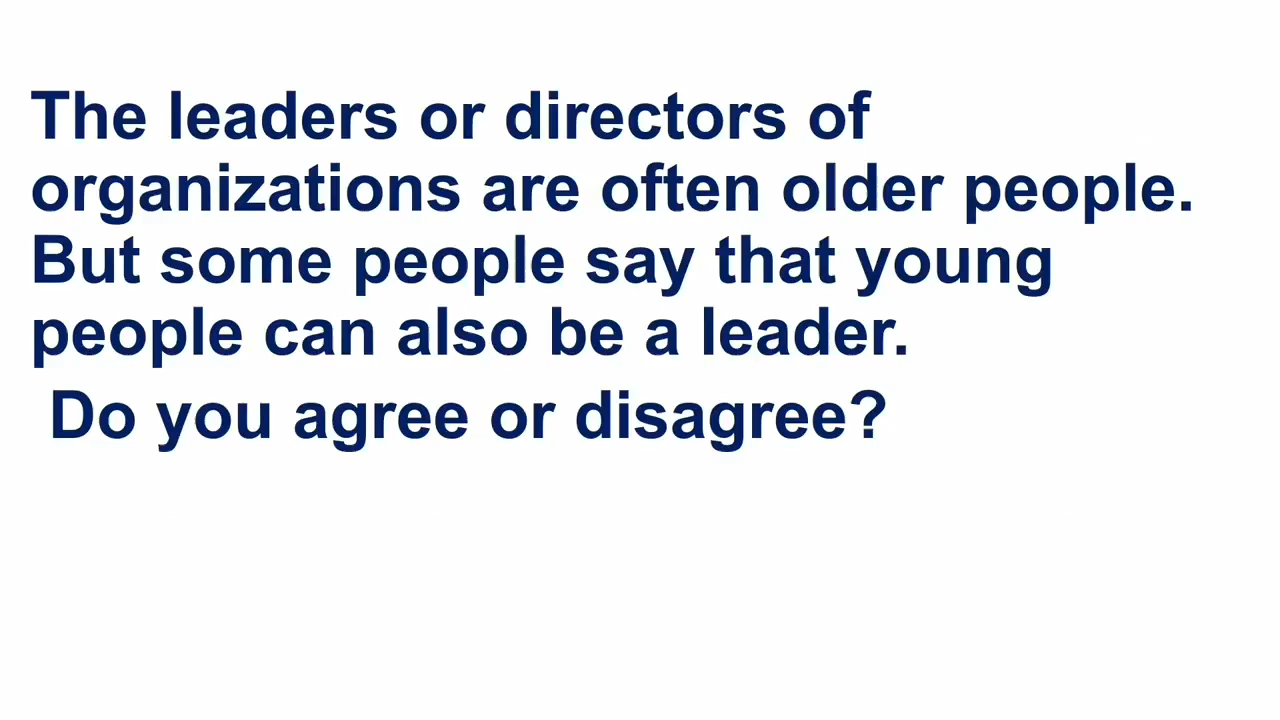 The leaders or directors of
organizations are often older people.
But some people say that young
people can also be a leader.
Do you agree or disagree?